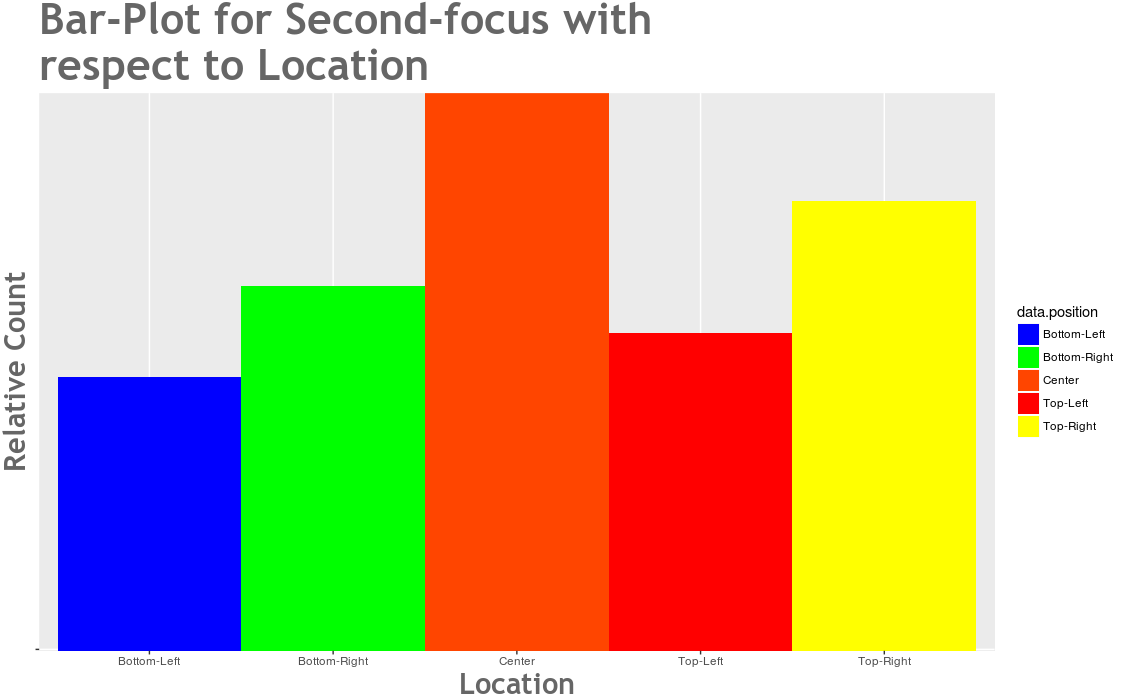 Bar-Plot for Second-focus with
respect to Location
Relative Count
data.position
Bottom-Left
Bottom-Right
Center
Top-Left
Top-Right
Bottom-Left
Bottom-Right
Center
Top-Left
Top-Right
Location